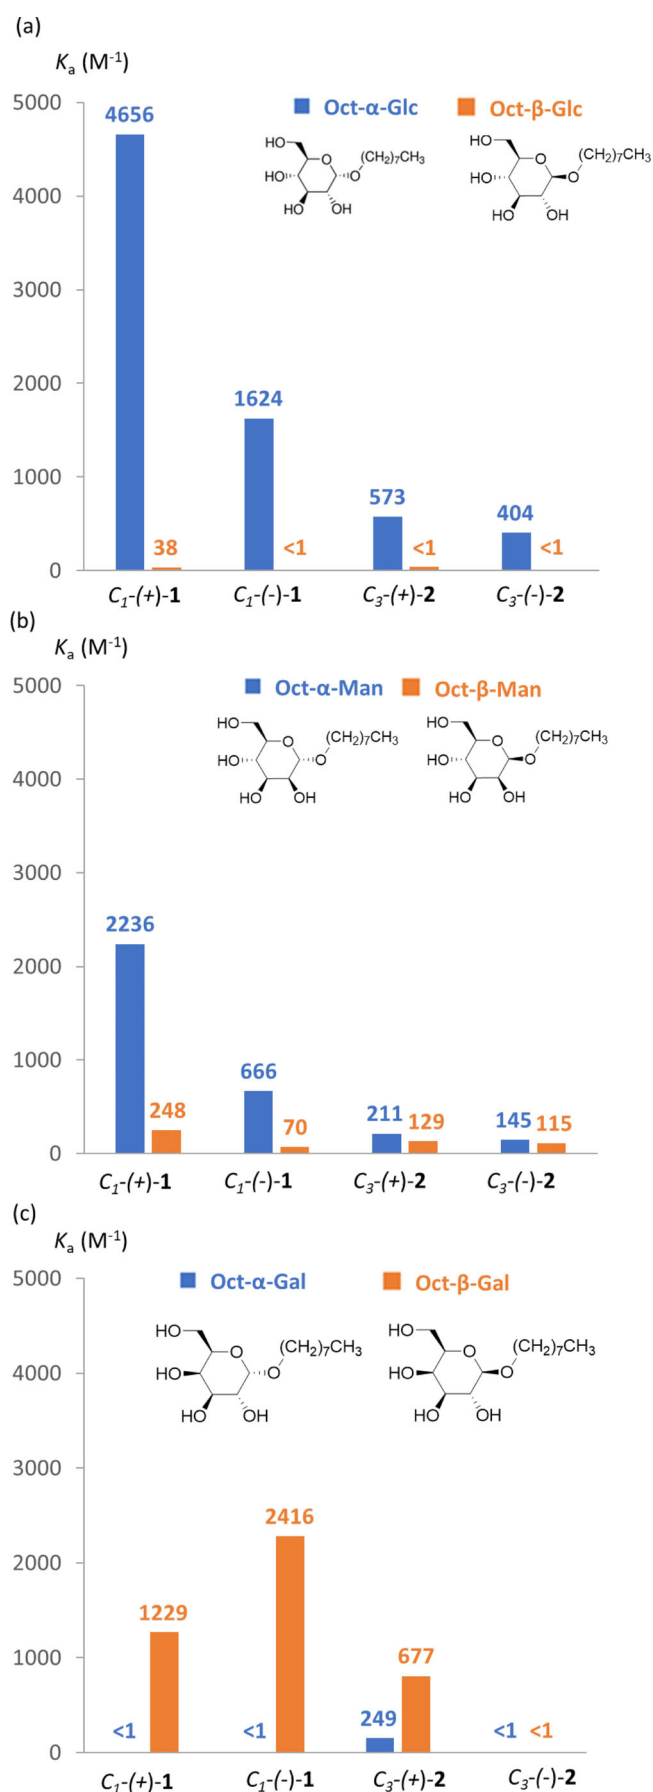 (a)
Kₐ (M⁻¹)
Oct-α-Glc Oct-β-Glc
HO O (CH₂)₇CH₃ HO O (CH₂)₇CH₃
HO O HO O
HO OH HO OH
5000
4000
3000
2000
1000
0
4656 38 1624 <1 573 <1 404 <1
C₁-(+)-1 C₁-(-)-1 C₃-(+)-2 C₃-(-)-2
(b)
Kₐ (M⁻¹)
Oct-α-Man Oct-β-Man
HO O (CH₂)₇CH₃ HO O (CH₂)₇CH₃
HO O HO O
HO OH HO OH
5000
4000
3000
2000
1000
0
2236 248 666 70 211 129 145 115
C₁-(+)-1 C₁-(-)-1 C₃-(+)-2 C₃-(-)-2
(c)
Kₐ (M⁻¹)
Oct-α-Gal Oct-β-Gal
HO O (CH₂)₇CH₃ HO O (CH₂)₇CH₃
HO O HO O
HO OH HO OH
5000
4000
3000
2000
1000
0
<1 1229 <1 2416 249 677 <1 <1
C₁-(+)-1 C₁-(-)-1 C₃-(+)-2 C₃-(-)-2